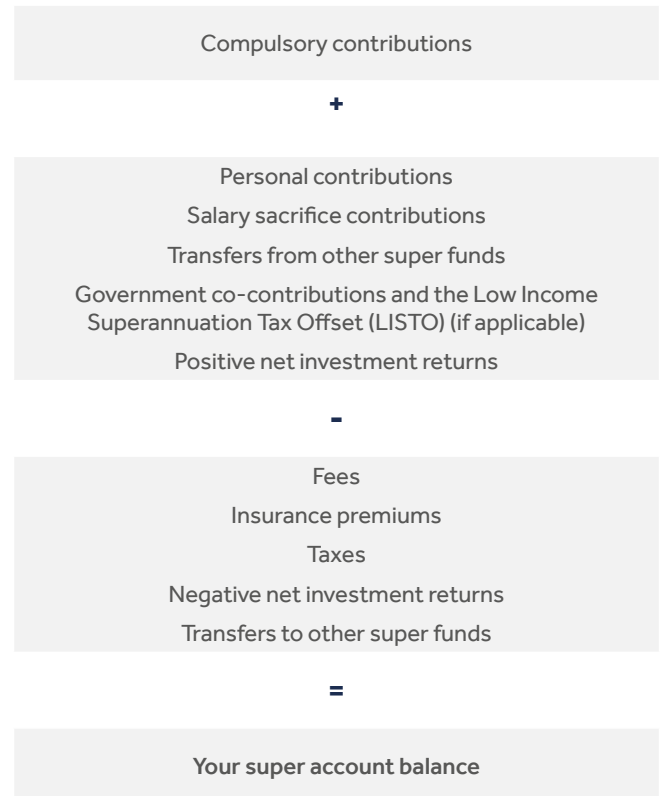 Compulsory contributions
+
Personal contributions
Salary sacrifice contributions
Transfers from other super funds
Government co-contributions and the Low Income
Superannuation Tax Offset (LISTO) (if applicable)
Positive net investment returns
-
Fees
Insurance premiums
Taxes
Negative net investment returns
Transfers to other super funds
=
Your super account balance